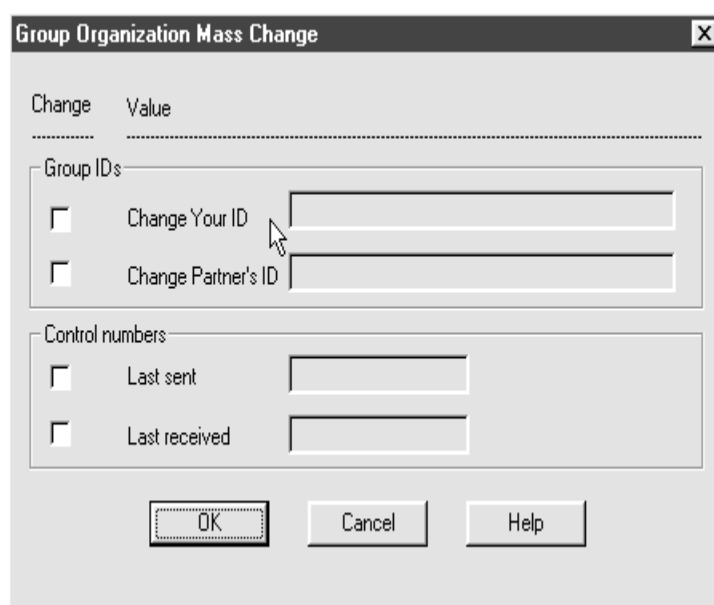 Group Organization Mass Change
Change Value
Group IDs
Change Your ID
Change Partner's ID
Control numbers
Last sent
Last received
OK Cancel Help